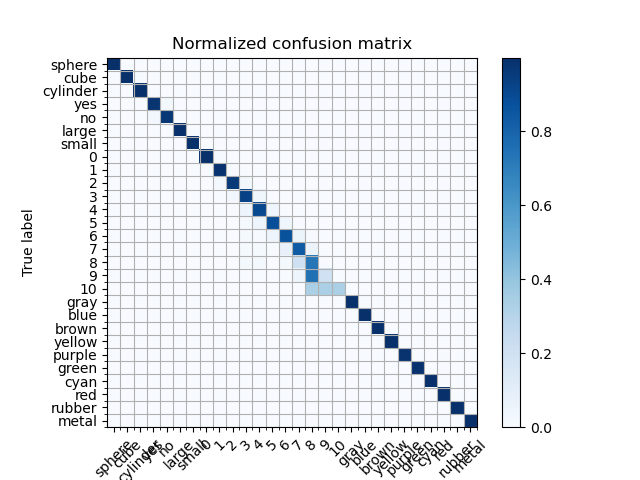 Normalized confusion matrix
True label
sphere
cube
cylinder
yes
no
large
small
0
1
2
3
4
5
6
7
8
9
10
gray
blue
brown
yellow
purple
green
cyan
red
rubber
metal
sphere
cube
cylinder
yes
no
large
small
0
1
2
3
4
5
6
7
8
9
10
gray
blue
brown
yellow
purple
green
cyan
red
rubber
metal
0.8
0.6
0.4
0.2
0.0